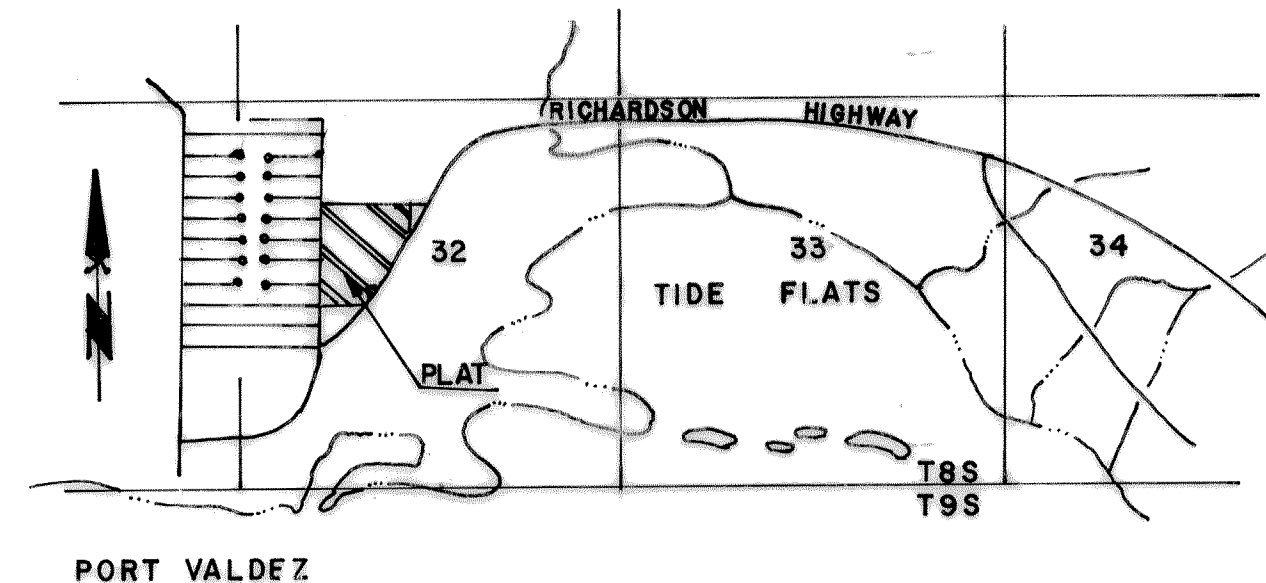 RICHARDSON HIGHWAY
32
33
34
TIDE FLATS
PLAT
T8S
T9S
N
PORT VALDEZ